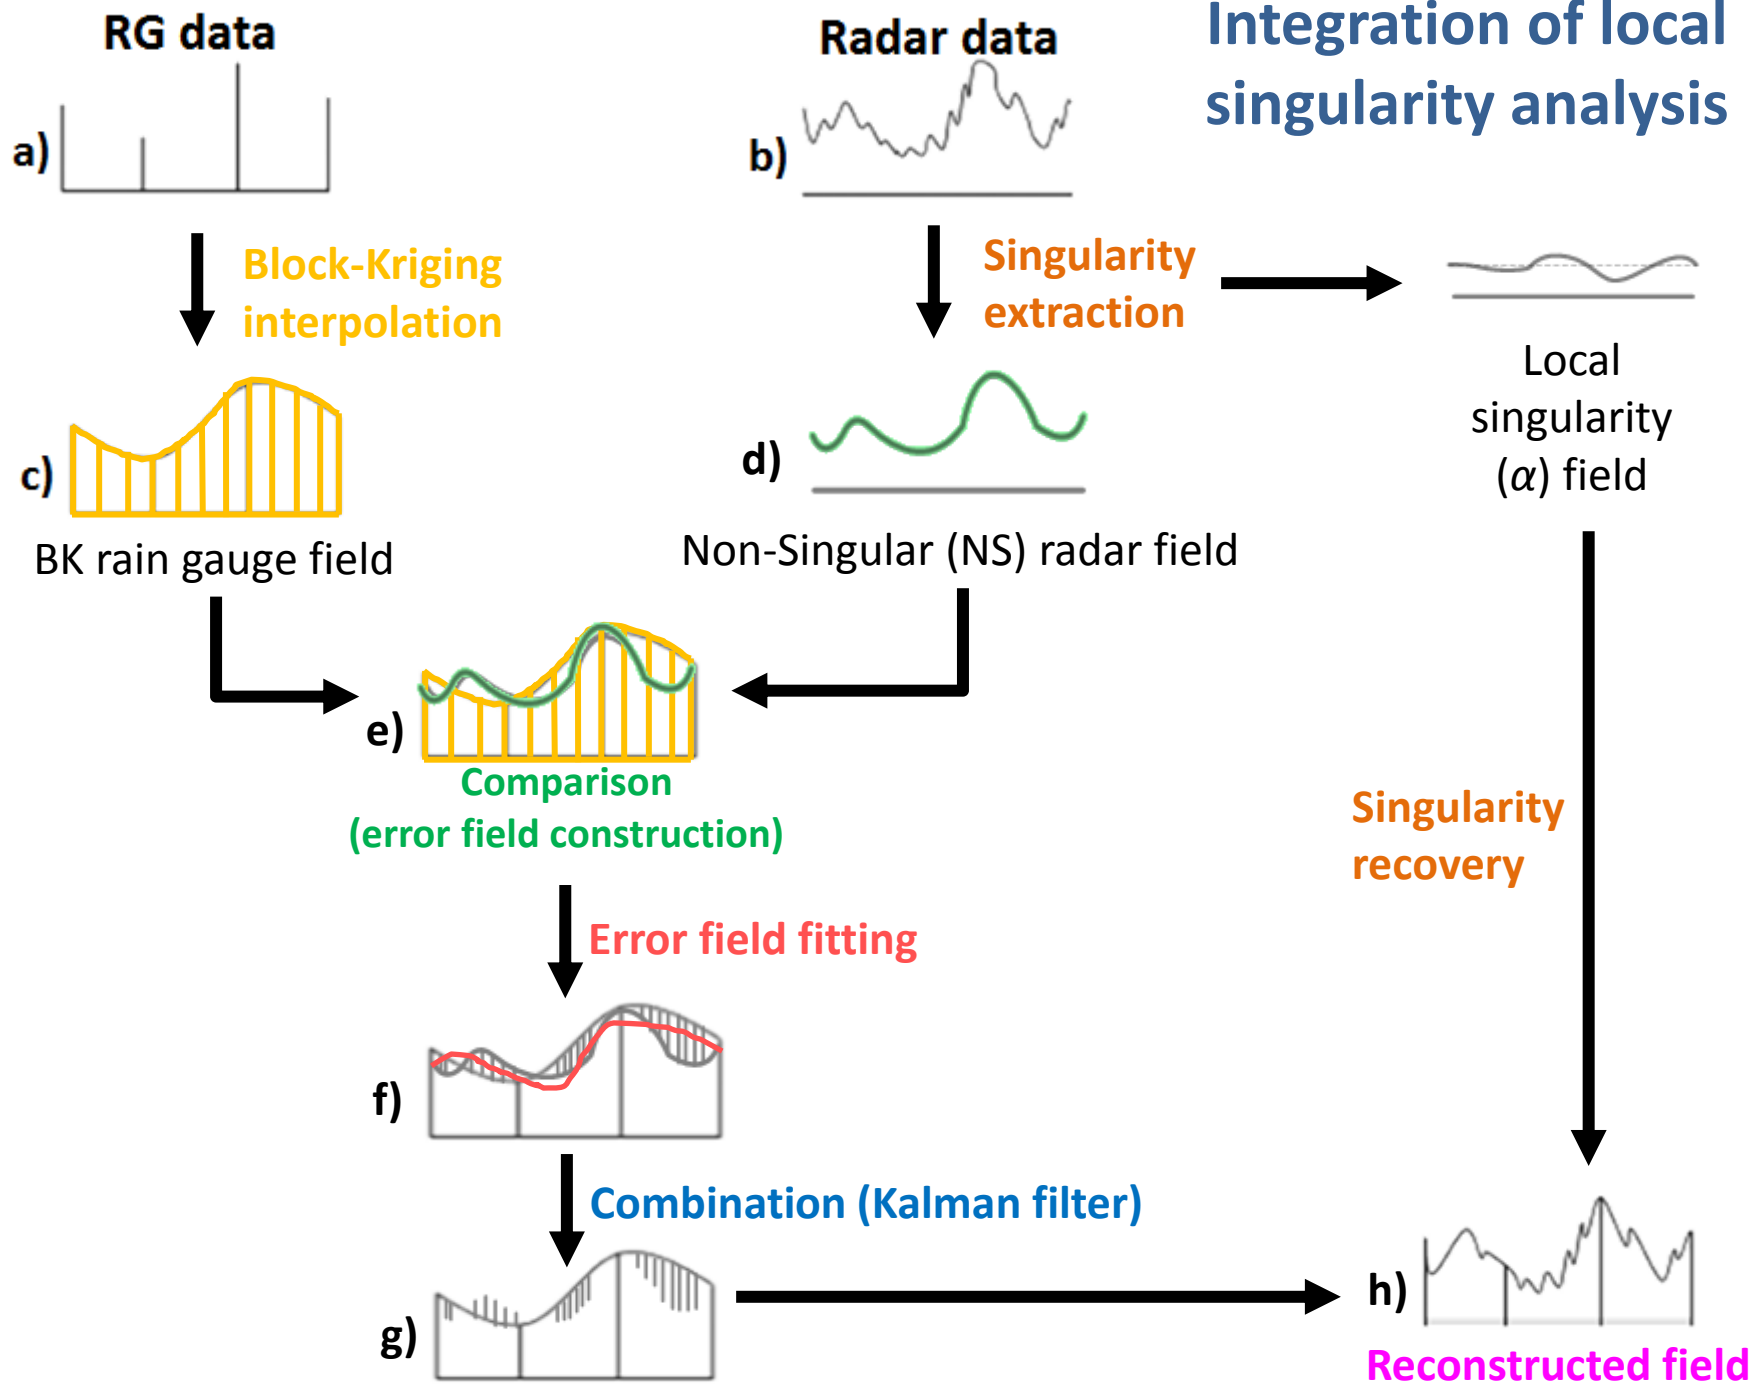 Integration of local
singularity analysis
RG data
Radar data
a)
b)
Block-Kriging
interpolation
Singularity
extraction
c)
d)
Local
singularity
(α) field
BK rain gauge field
Non-Singular (NS) radar field
e)
Comparison
(error field construction)
Singularity
recovery
Error field fitting
f)
Combination (Kalman filter)
g)
h)
Reconstructed field